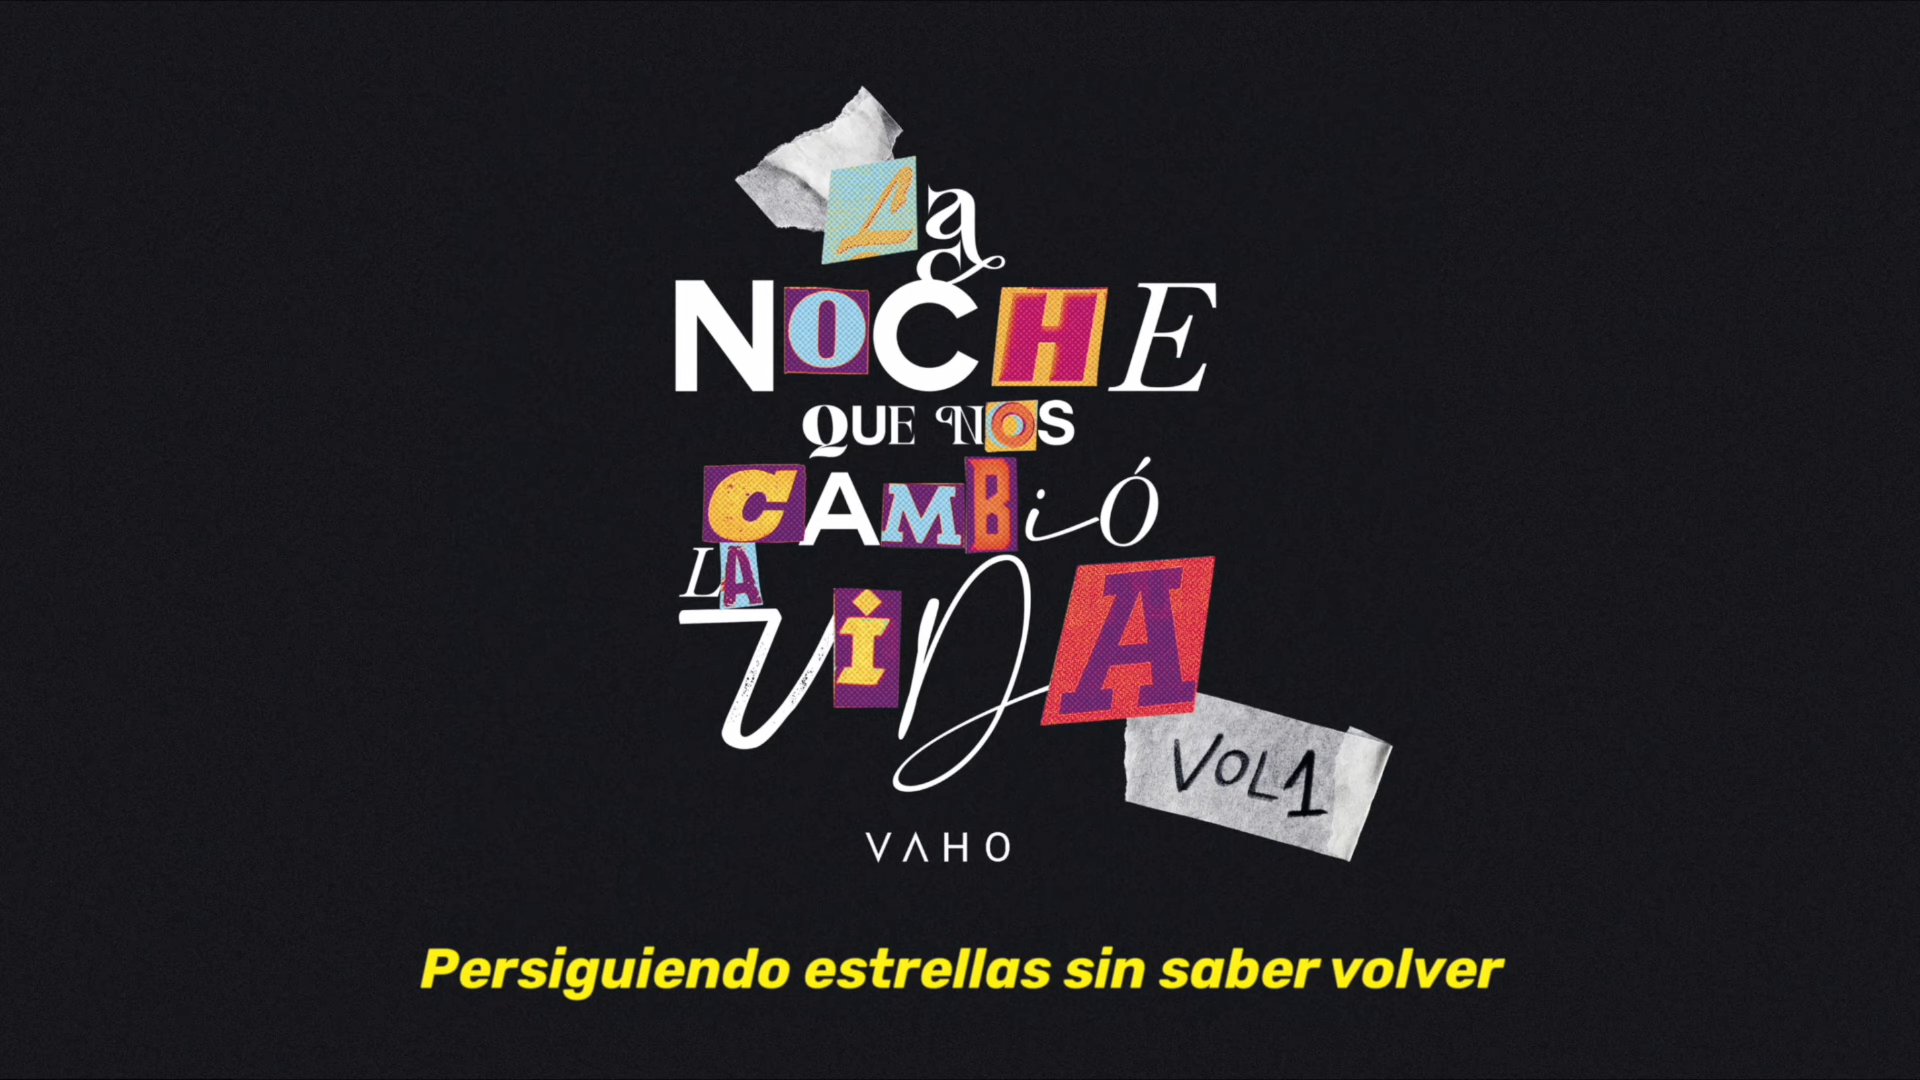 La
NOCHE
QUE NOS
CAMBiÓ
LA
ViDA
VOL1
VAHO
Persiguiendo estrellas sin saber volver